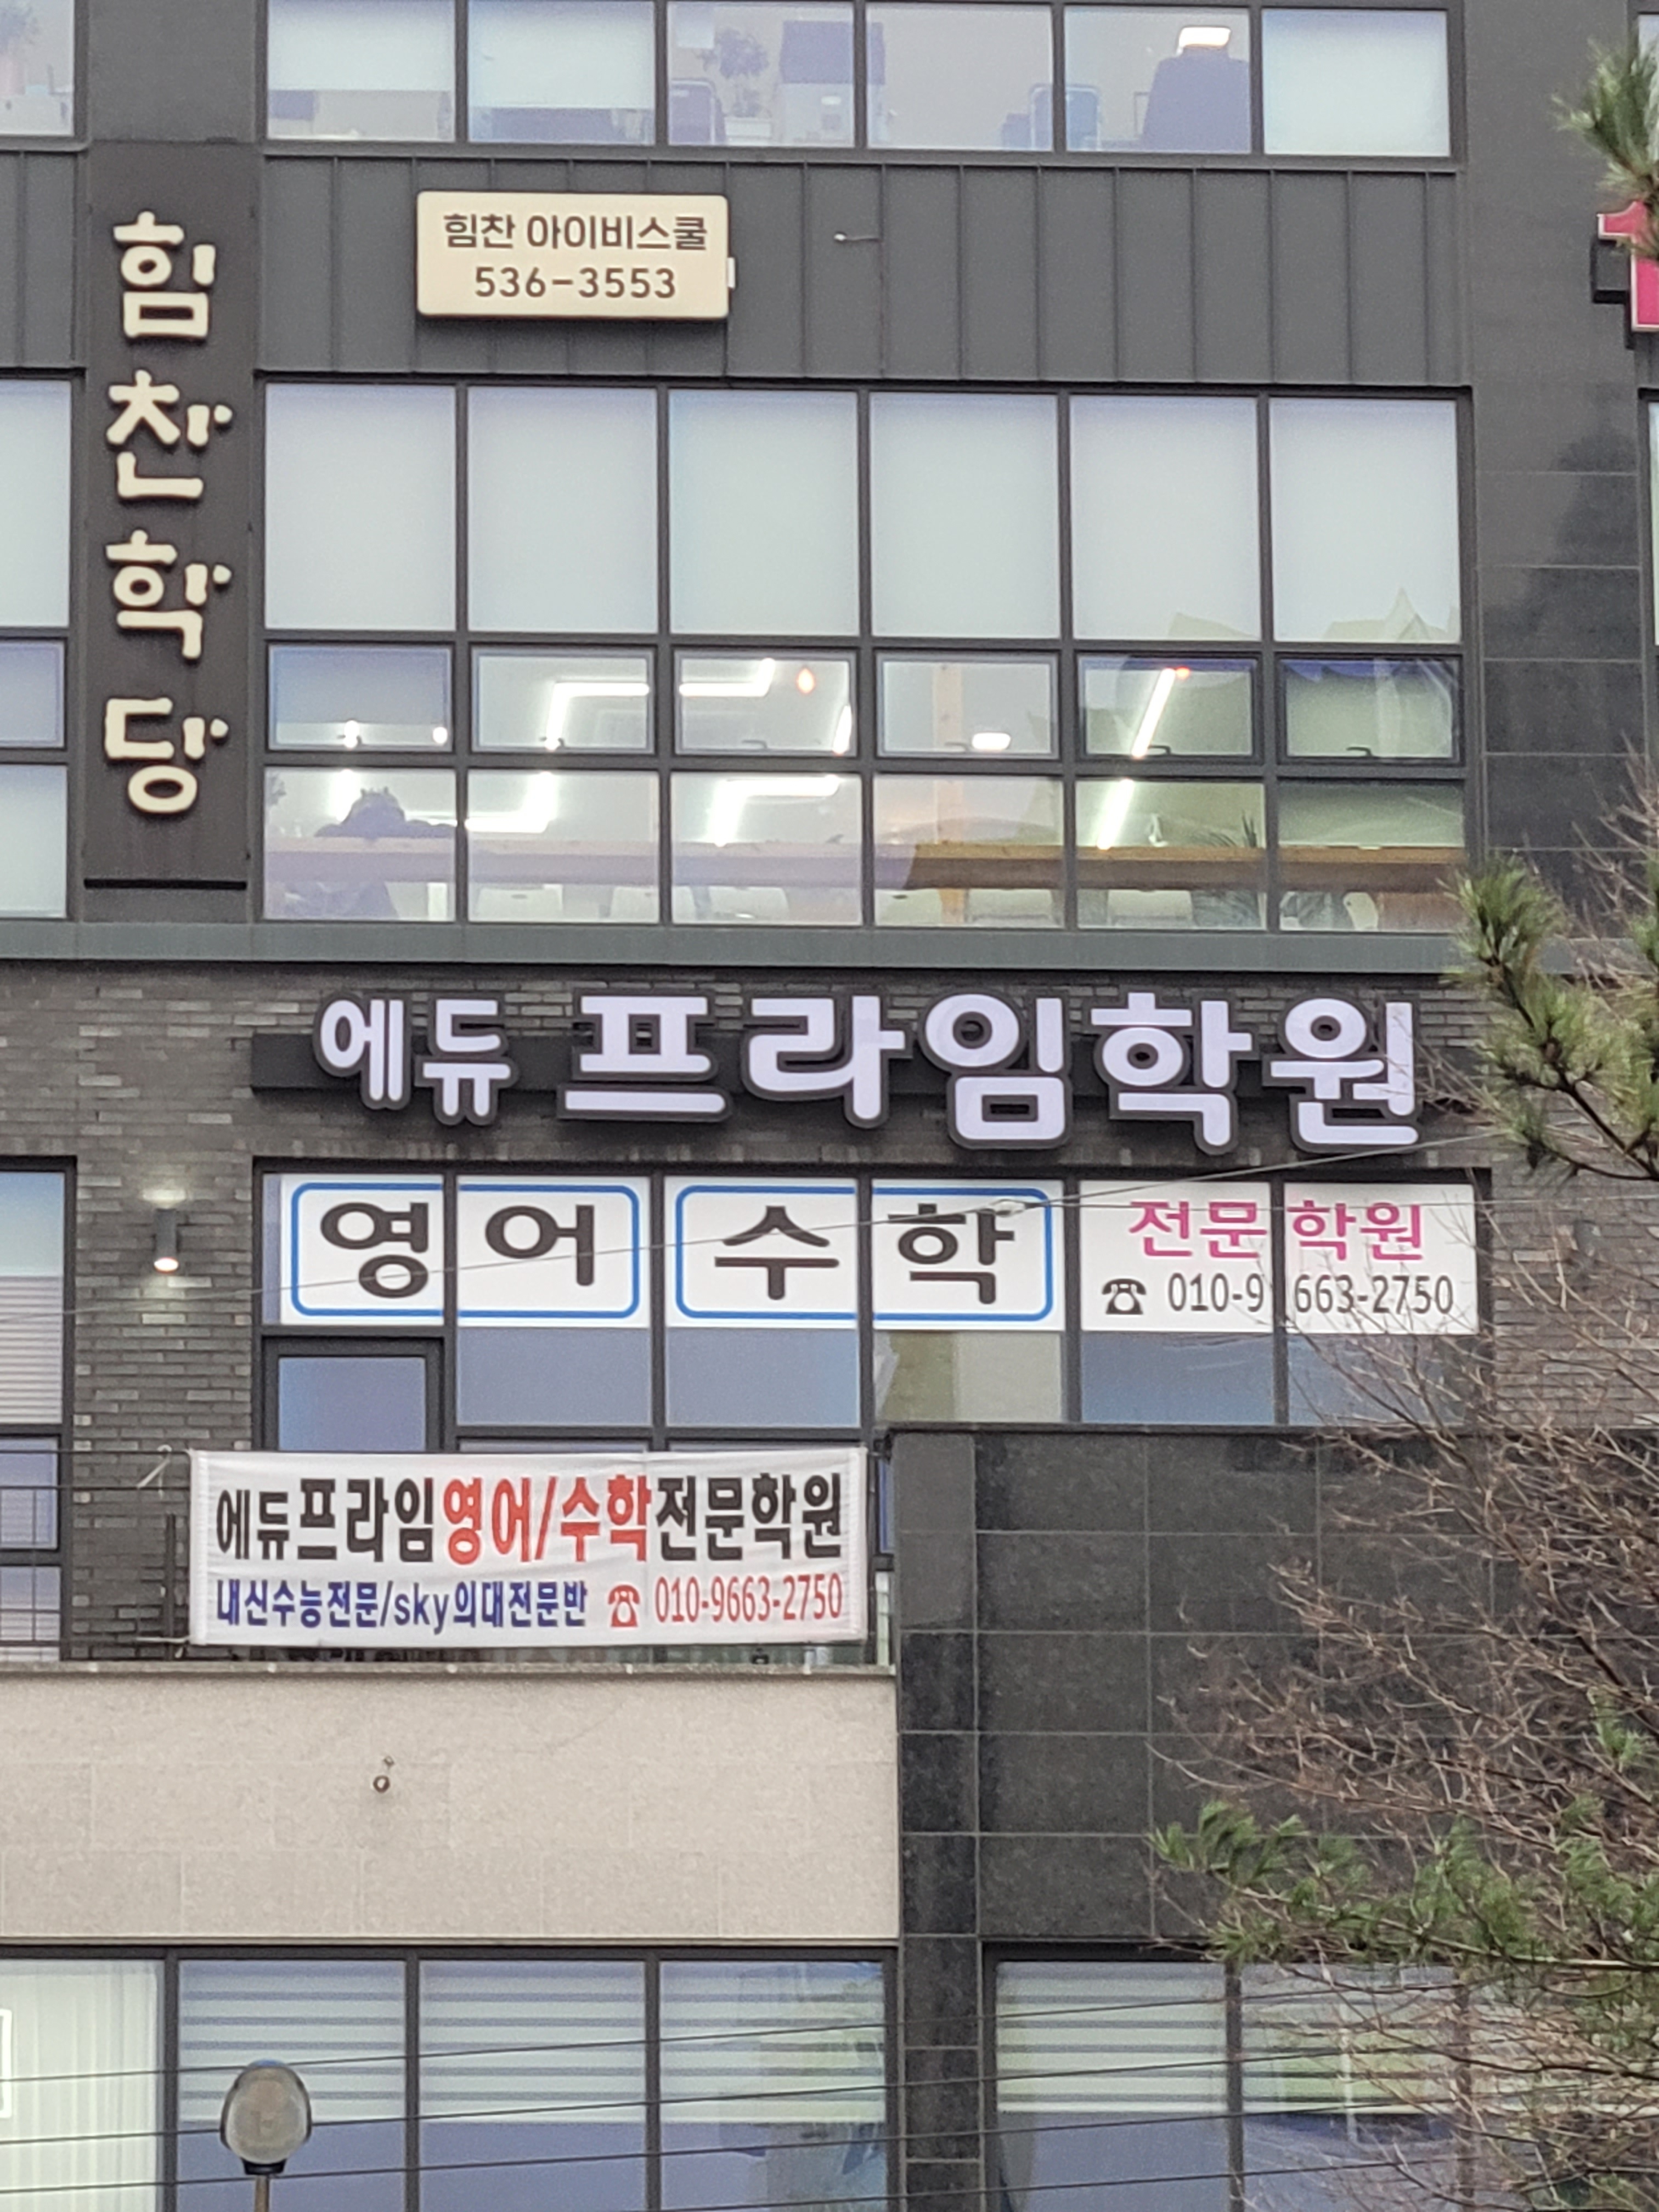 힘찬학당
힘찬 아이비스쿨
536-3553
에듀 프라임학원
영어 수학 전문 학원
☎ 010-9663-2750
에듀프라임영어/수학전문학원
내신수능전문/sky의대전문반 ☎ 010-9663-2750